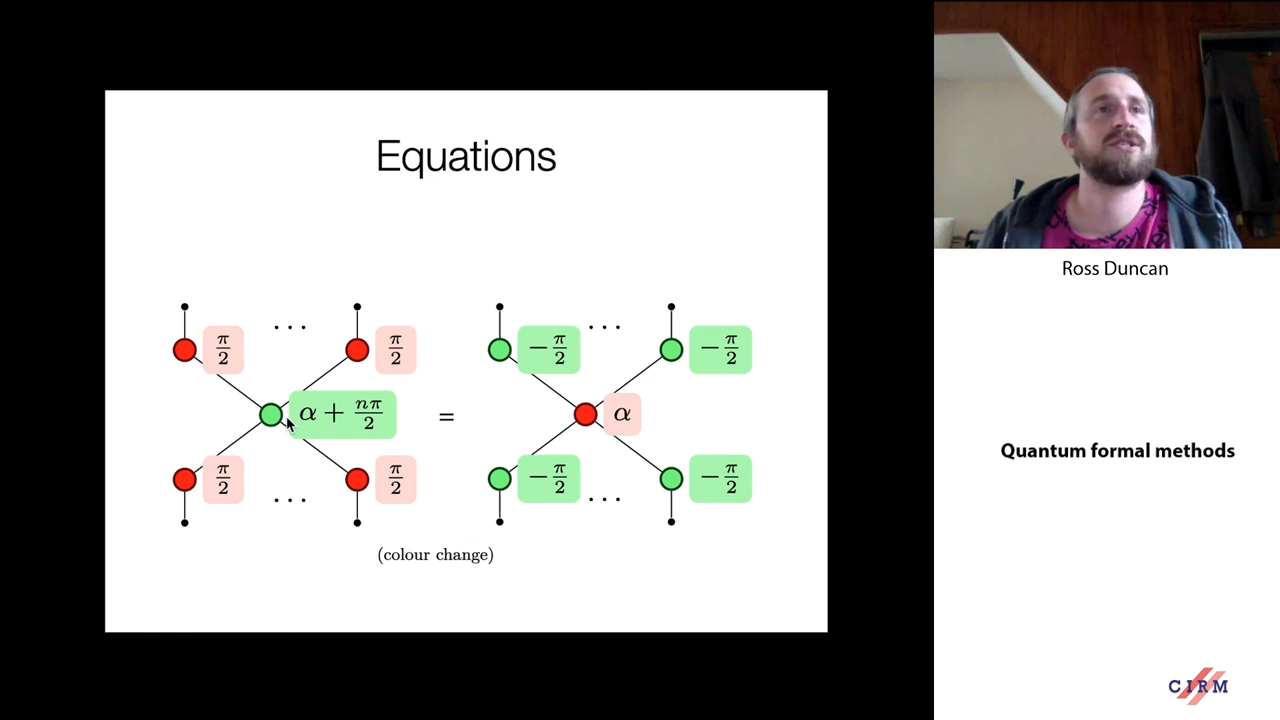 Equations
π/2 ... π/2 −π/2 ... −π/2
α + nπ/2 = α
π/2 ... π/2 −π/2 ... −π/2
(colour change)
Ross Duncan
Quantum formal methods
CIRM